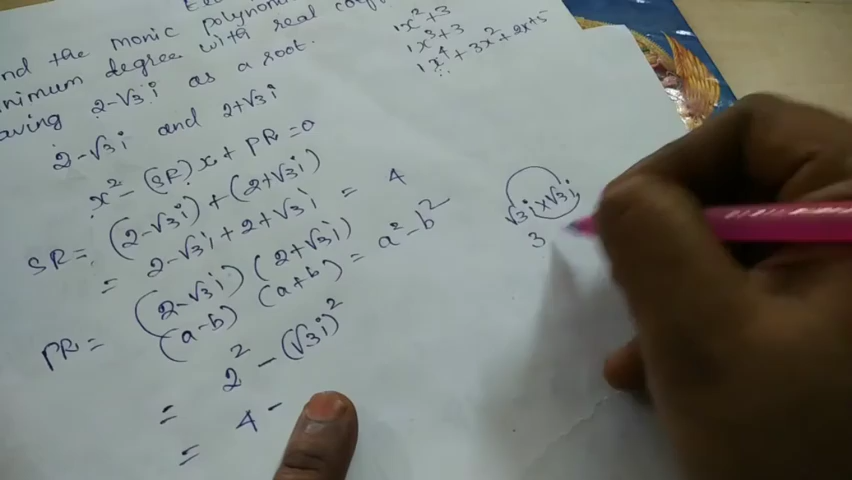 nd the monic polynom
inimum degree with real coef
aving 2-√3i as a root.
2-√3i and 2+√3i
x² - (SR)x + PR = 0
SR = (2-√3i) + (2+√3i)
= 2-√3i + 2+√3i = 4
PR = (2-√3i) (2+√3i)
(a-b) (a+b) = a² - b²
= 2² - (√3i)²
= 4 -
1x² + 3
1x³ + 3
1x⁴ + 3x² + 2x + 5
√3i × √3i
3